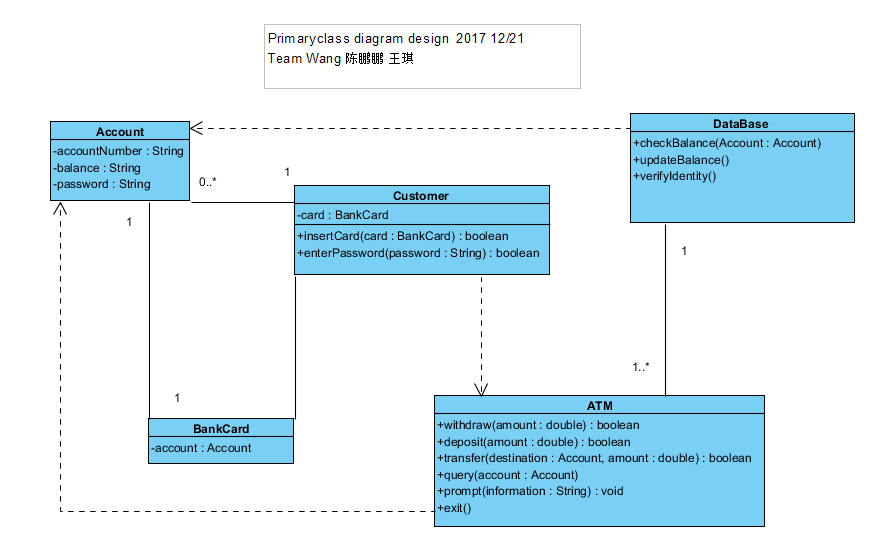 Primaryclass diagram design 2017 12/21
Team Wang 陈鹏鹏 王琪
Account
-accountNumber : String
-balance : String
-password : String
DataBase
+checkBalance(Account : Account)
+updateBalance()
+verifyIdentity()
0..*
1
Customer
-card : BankCard
+insertCard(card : BankCard) : boolean
+enterPassword(password : String) : boolean
1
1
1..*
1
BankCard
-account : Account
ATM
+withdraw(amount : double) : boolean
+deposit(amount : double) : boolean
+transfer(destination : Account, amount : double) : boolean
+query(account : Account)
+prompt(information : String) : void
+exit()